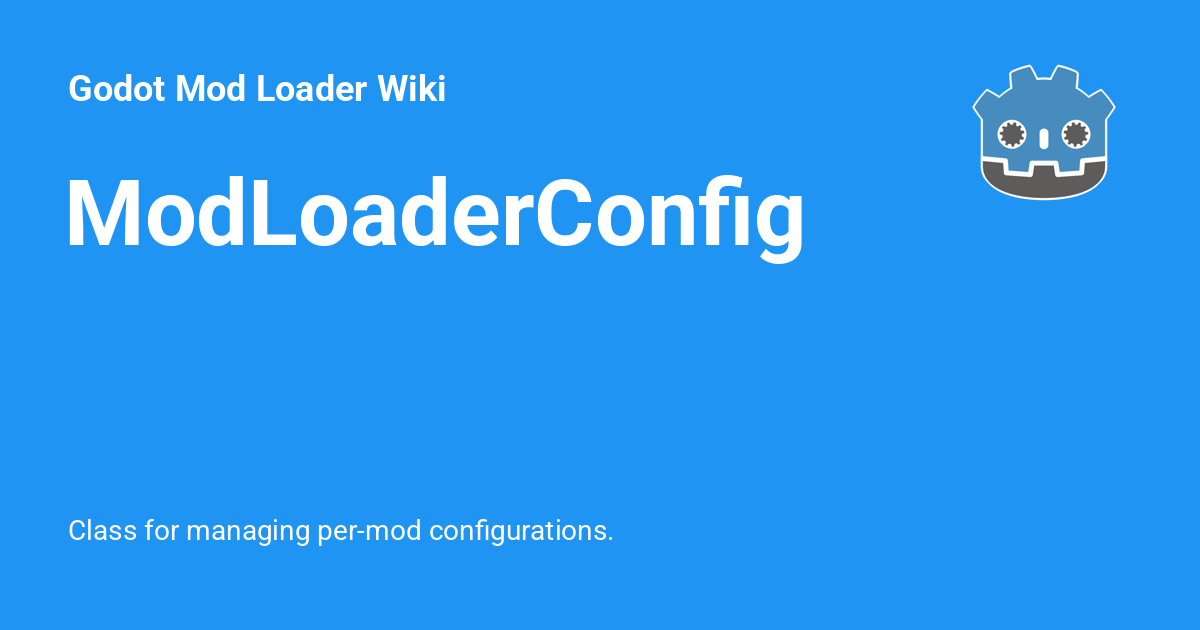 Godot Mod Loader Wiki
ModLoaderConfig
Class for managing per-mod configurations.